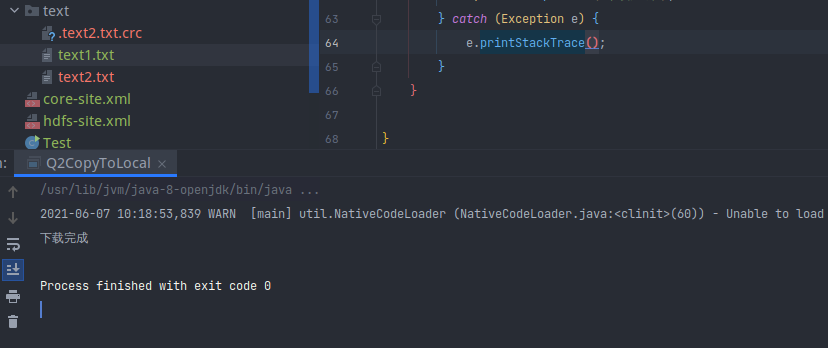 text
.text2.txt.crc
text1.txt
text2.txt
core-site.xml
hdfs-site.xml
Test
63 } catch (Exception e) {
64 e.printStackTrace();
65 }
66 }
67
68 }
n: Q2CopyToLocal ×
/usr/lib/jvm/java-8-openjdk/bin/java ...
2021-06-07 10:18:53,839 WARN [main] util.NativeCodeLoader (NativeCodeLoader.java:<clinit>(60)) - Unable to load
下载完成
Process finished with exit code 0